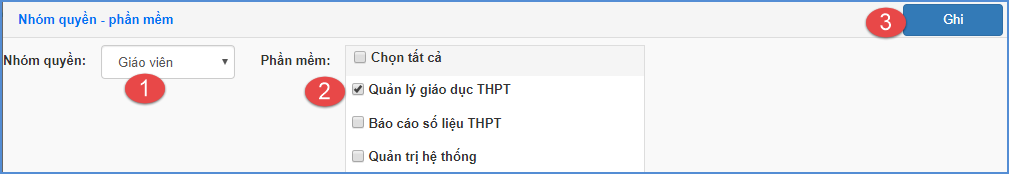 Nhóm quyền - phần mềm
3 Ghi
Nhóm quyền: Giáo viên Phần mềm: Chọn tất cả
1
2 Quản lý giáo dục THPT
Báo cáo số liệu THPT
Quản trị hệ thống